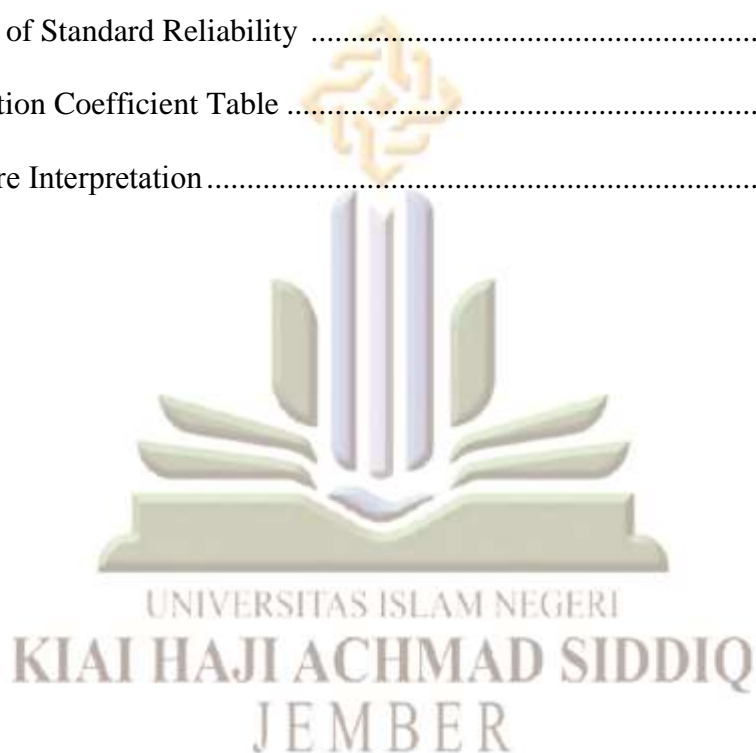 of Standard Reliability ......................................................
tion Coefficient Table .........................................................
re Interpretation ...................................................................
UNIVERSITAS ISLAM NEGERI
KIAI HAJI ACHMAD SIDDIQ
JEMBER